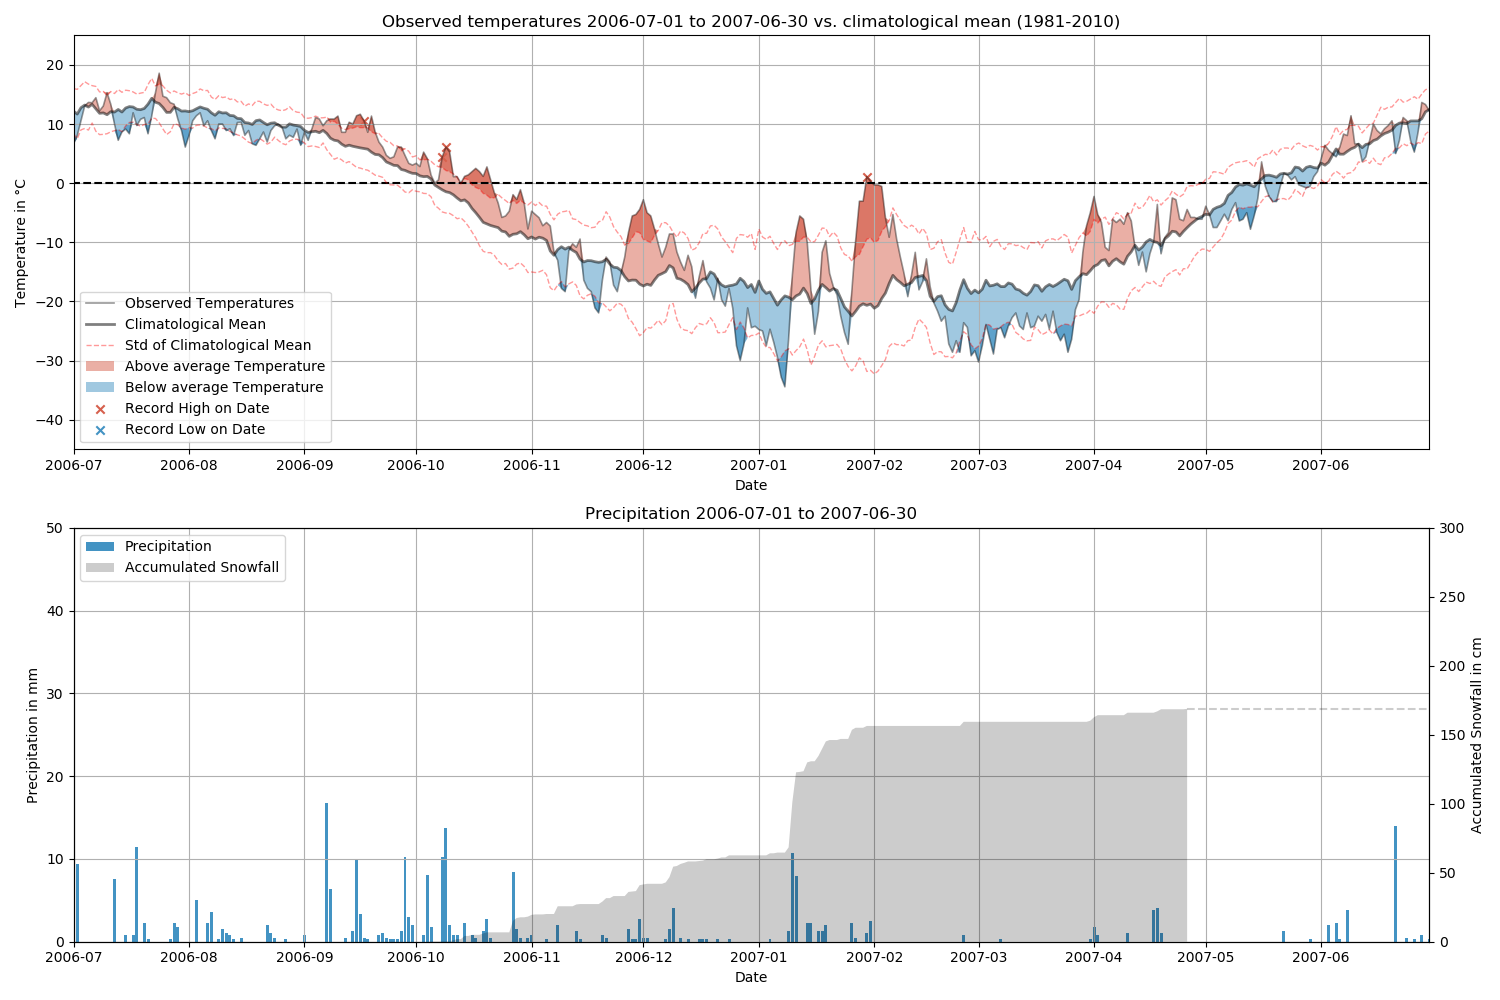 Observed temperatures 2006-07-01 to 2007-06-30 vs. climatological mean (1981-2010)
Temperature in °C
20
10
0
−10
−20
−30
−40
Observed Temperatures
Climatological Mean
Std of Climatological Mean
Above average Temperature
Below average Temperature
Record High on Date
Record Low on Date
2006-07 2006-08 2006-09 2006-10 2006-11 2006-12 2007-01 2007-02 2007-03 2007-04 2007-05 2007-06
Date
Precipitation 2006-07-01 to 2007-06-30
Precipitation in mm
50
40
30
20
10
0
Precipitation
Accumulated Snowfall
300
250
200
150
100
50
0
Accumulated Snowfall in cm
2006-07 2006-08 2006-09 2006-10 2006-11 2006-12 2007-01 2007-02 2007-03 2007-04 2007-05 2007-06
Date